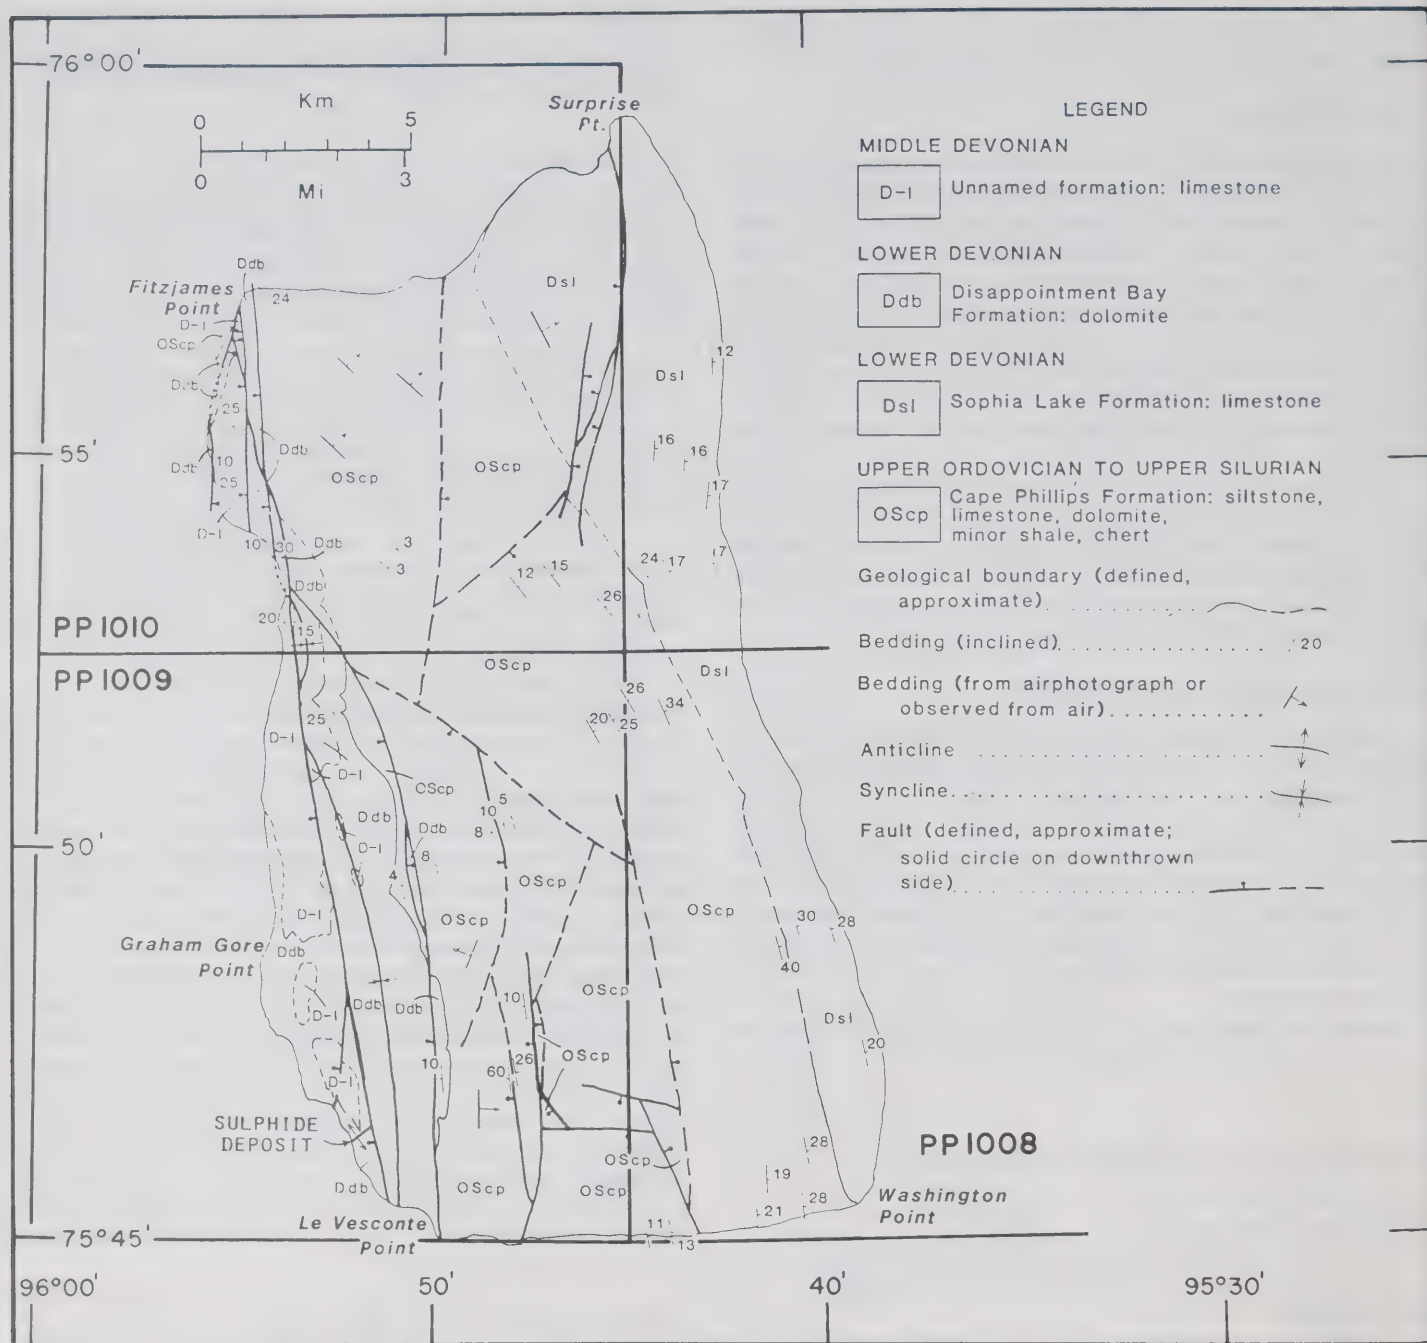 76°00'
Km
0 5
0 3
Mi
Surprise
Pt.
LEGEND
MIDDLE DEVONIAN
D-l Unnamed formation: limestone
LOWER DEVONIAN
Ddb Disappointment Bay
Formation: dolomite
LOWER DEVONIAN
Dsl Sophia Lake Formation: limestone
UPPER ORDOVICIAN TO UPPER SILURIAN
OScp Cape Phillips Formation: siltstone,
limestone, dolomite,
minor shale, chert
Geological boundary (defined,
approximate)
Bedding (inclined) 20
Bedding (from airphotograph or
observed from air)
Anticline
Syncline
Fault (defined, approximate;
solid circle on downthrown
side)
Ddb
Fitzjames
Point
24
D-l
OScp
Ddb
Dsl
Dsl
12
25
55'
Ddb
Ddb
10
25
OScp
OScp
16
16
17
D-l
10
30
Ddb
3
3
Ddb
12
15
24
17
17
26
20
15
PP1010
PP1009
OScp
Dsl
26
34
20
25
25
D-l
D-l
OScp
5
10
8
Ddb
Ddb
8
D-l
4
50'
OScp
OScp
OScp
D-l
30
28
40
Graham Gore
Point
Ddb
OScp
10
Ddb
Ddb
D-l
Dsl
20
OScp
10
60
26
D-l
SULPHIDE
DEPOSIT
PP1008
28
OScp
19
Ddb
OScp
OScp
28
21
Washington
Point
Le Vesconte
Point
11
13
75°45'
96°00'
50'
40'
95°30'